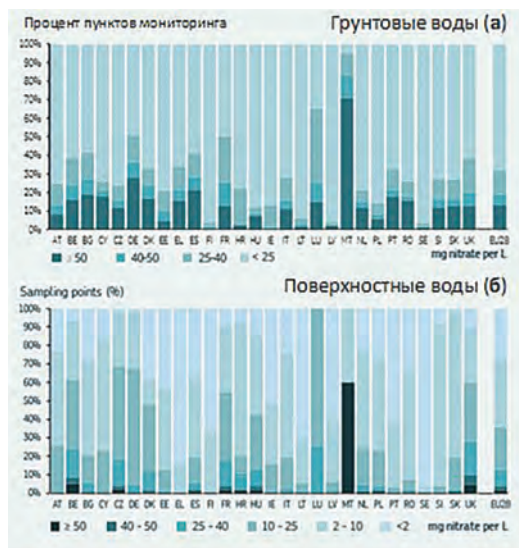 Процент пунктов мониторинга
Грунтовые воды (а)
100%
90%
80%
70%
60%
50%
40%
30%
20%
10%
0%
AT BE BG CY CZ DE DK EE EL ES FI FR HR HU IE IT LT LU LV MT NL PL PT RO SE SI SK UK EU28
≥ 50 40-50 25-40 < 25 mg nitrate per L
Sampling points (%)
Поверхностные воды (б)
100%
90%
80%
70%
60%
50%
40%
30%
20%
10%
0%
AT BE BG CY CZ DE DK EE EL ES FI FR HR HU IE IT LT LU LV MT NL PL PT RO SE SI SK UK EU28
≥ 50 40 - 50 25 - 40 10 - 25 2 - 10 <2 mg nitrate per L